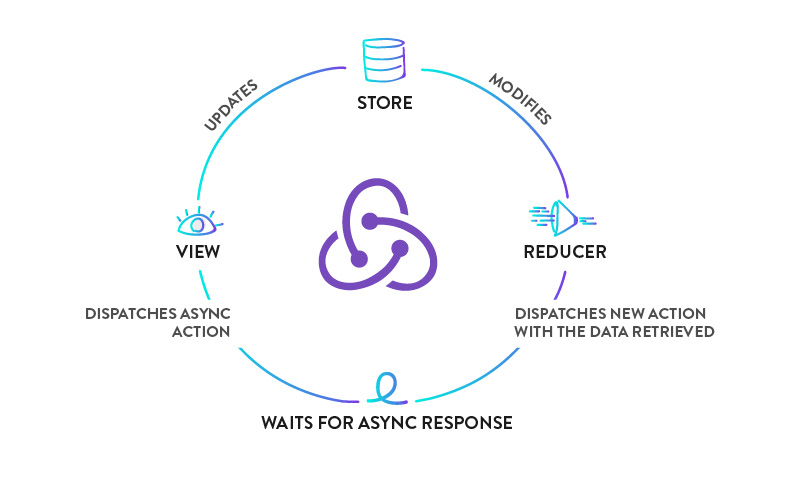 STORE
UPDATES
MODIFIES
VIEW
REDUCER
DISPATCHES ASYNC
ACTION
DISPATCHES NEW ACTION
WITH THE DATA RETRIEVED
WAITS FOR ASYNC RESPONSE